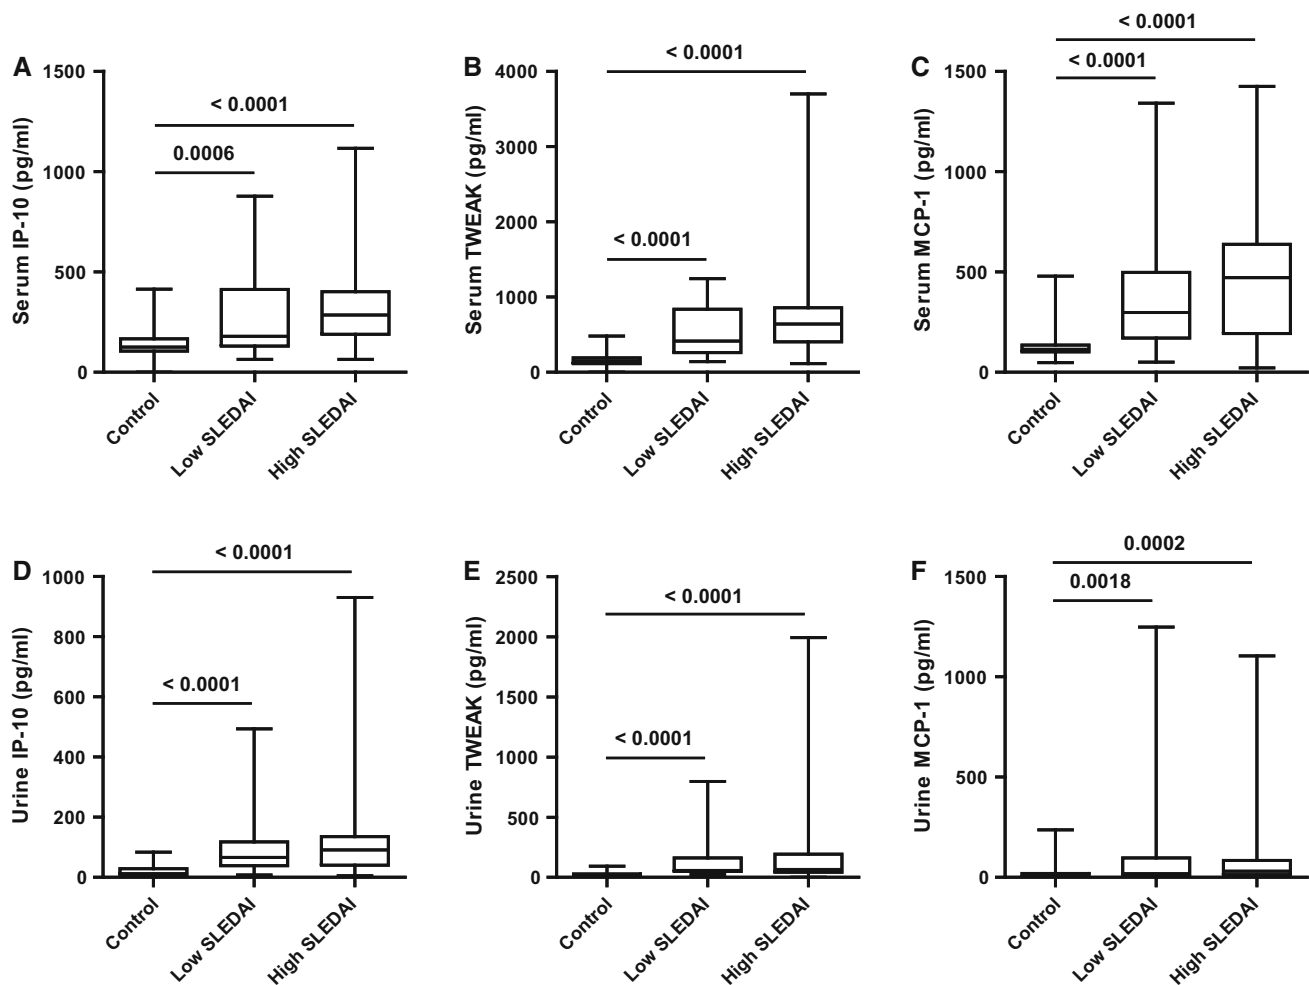 A
Serum IP-10 (pg/ml)
1500
1000
500
0
< 0.0001
0.0006
Control
Low SLEDAI
High SLEDAI
B
Serum TWEAK (pg/ml)
4000
3000
2000
1000
0
< 0.0001
< 0.0001
Control
Low SLEDAI
High SLEDAI
C
Serum MCP-1 (pg/ml)
1500
1000
500
0
< 0.0001
< 0.0001
Control
Low SLEDAI
High SLEDAI
D
Urine IP-10 (pg/ml)
1000
800
600
400
200
0
< 0.0001
< 0.0001
Control
Low SLEDAI
High SLEDAI
E
Urine TWEAK (pg/ml)
2500
2000
1500
1000
500
0
< 0.0001
< 0.0001
Control
Low SLEDAI
High SLEDAI
F
Urine MCP-1 (pg/ml)
1500
1000
500
0
0.0002
0.0018
Control
Low SLEDAI
High SLEDAI